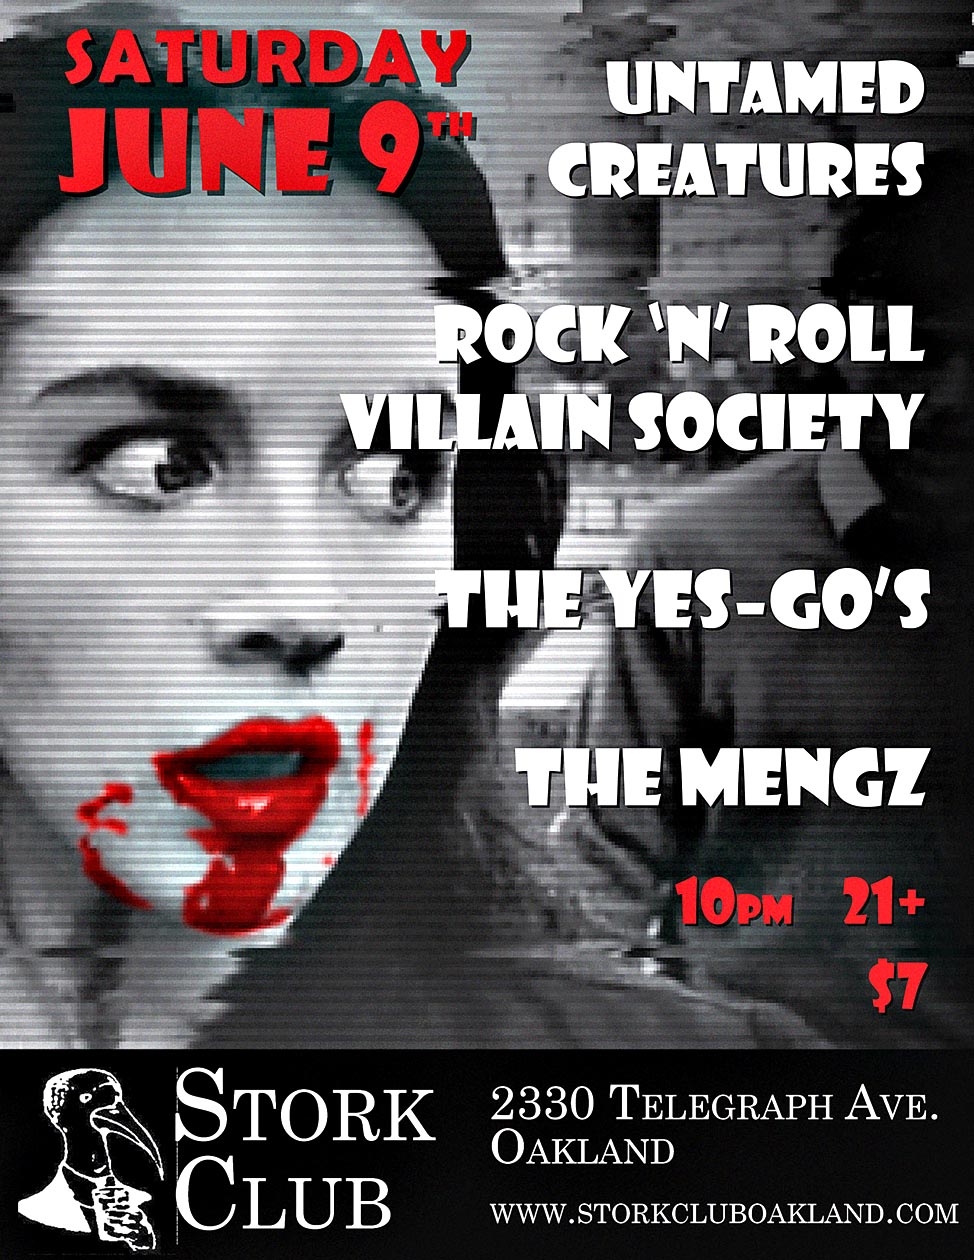 SATURDAY
JUNE 9TH
UNTAMED
CREATURES
ROCK 'N' ROLL
VILLAIN SOCIETY
THE YES-GO'S
THE MENGZ
10PM 21+
$7
STORK
CLUB
2330 TELEGRAPH AVE.
OAKLAND
WWW.STORKCLUBOAKLAND.COM